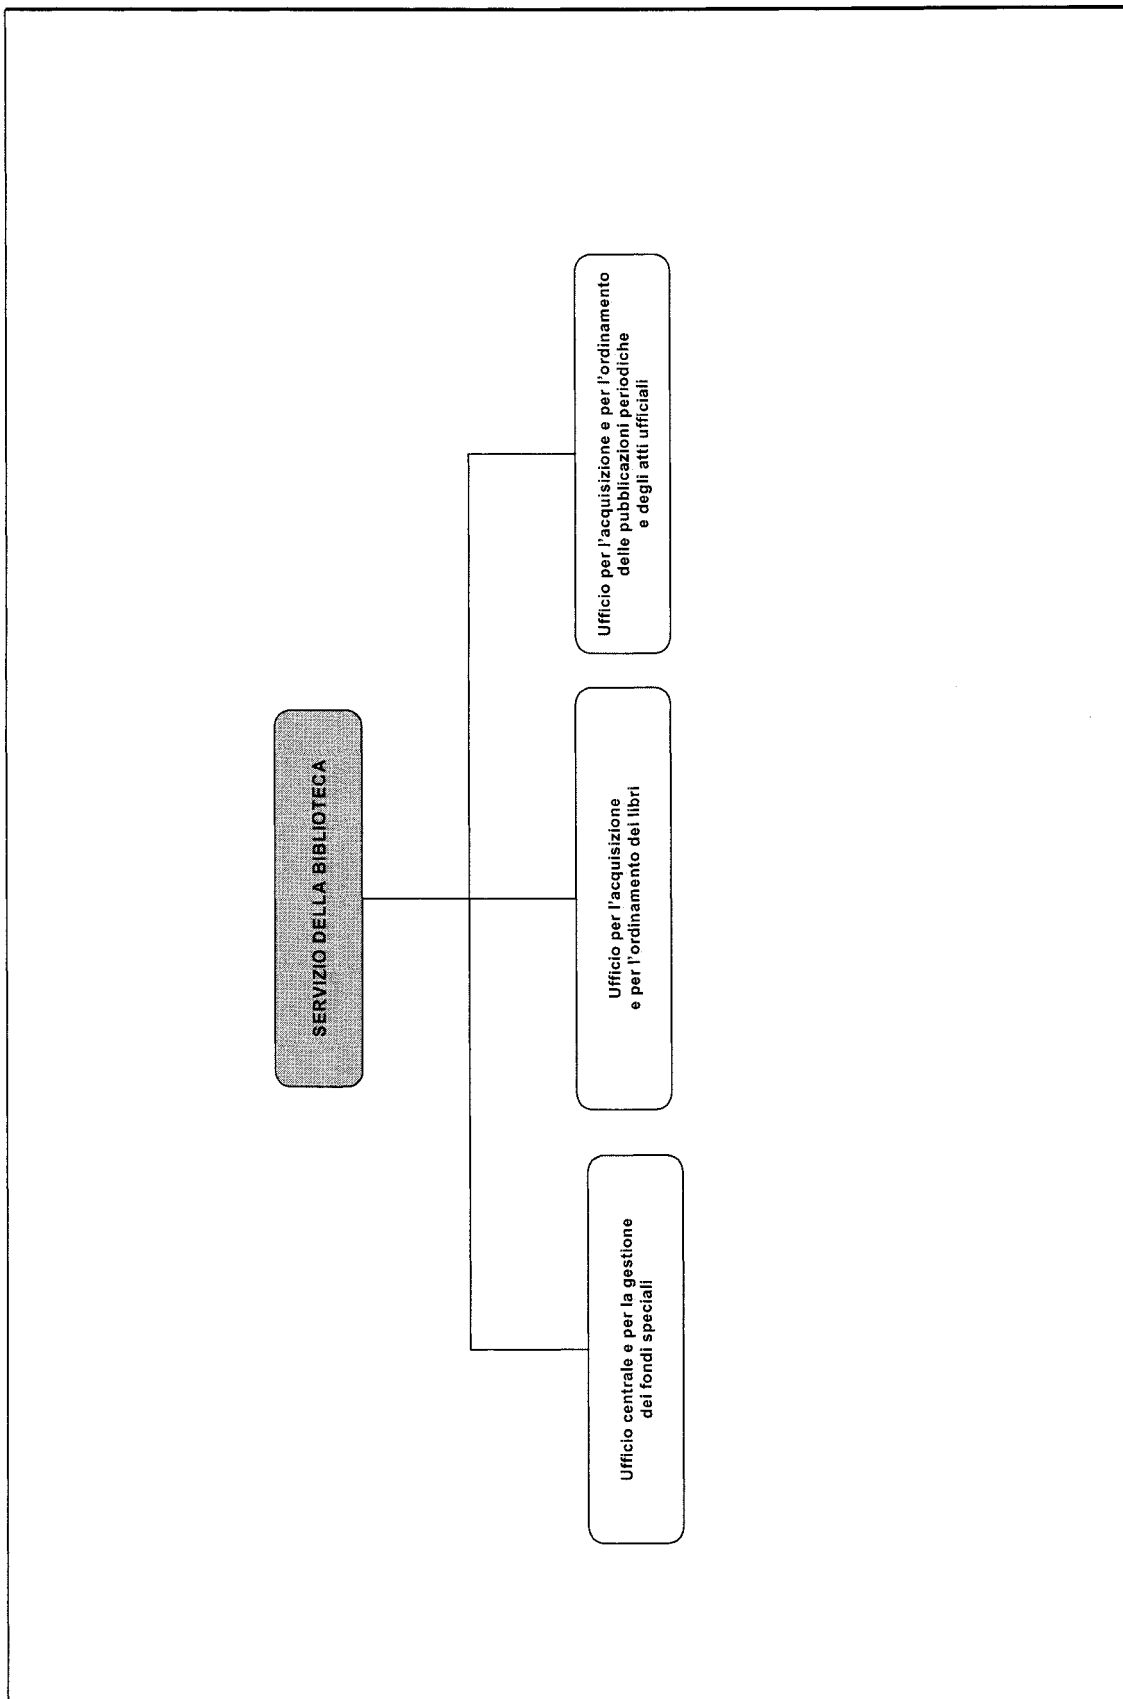 SERVIZIO DELLA BIBLIOTECA
Ufficio centrale e per la gestione
dei fondi speciali
Ufficio per l'acquisizione
e per l'ordinamento dei libri
Ufficio per l'acquisizione e per l'ordinamento
delle pubblicazioni periodiche
e degli atti ufficiali